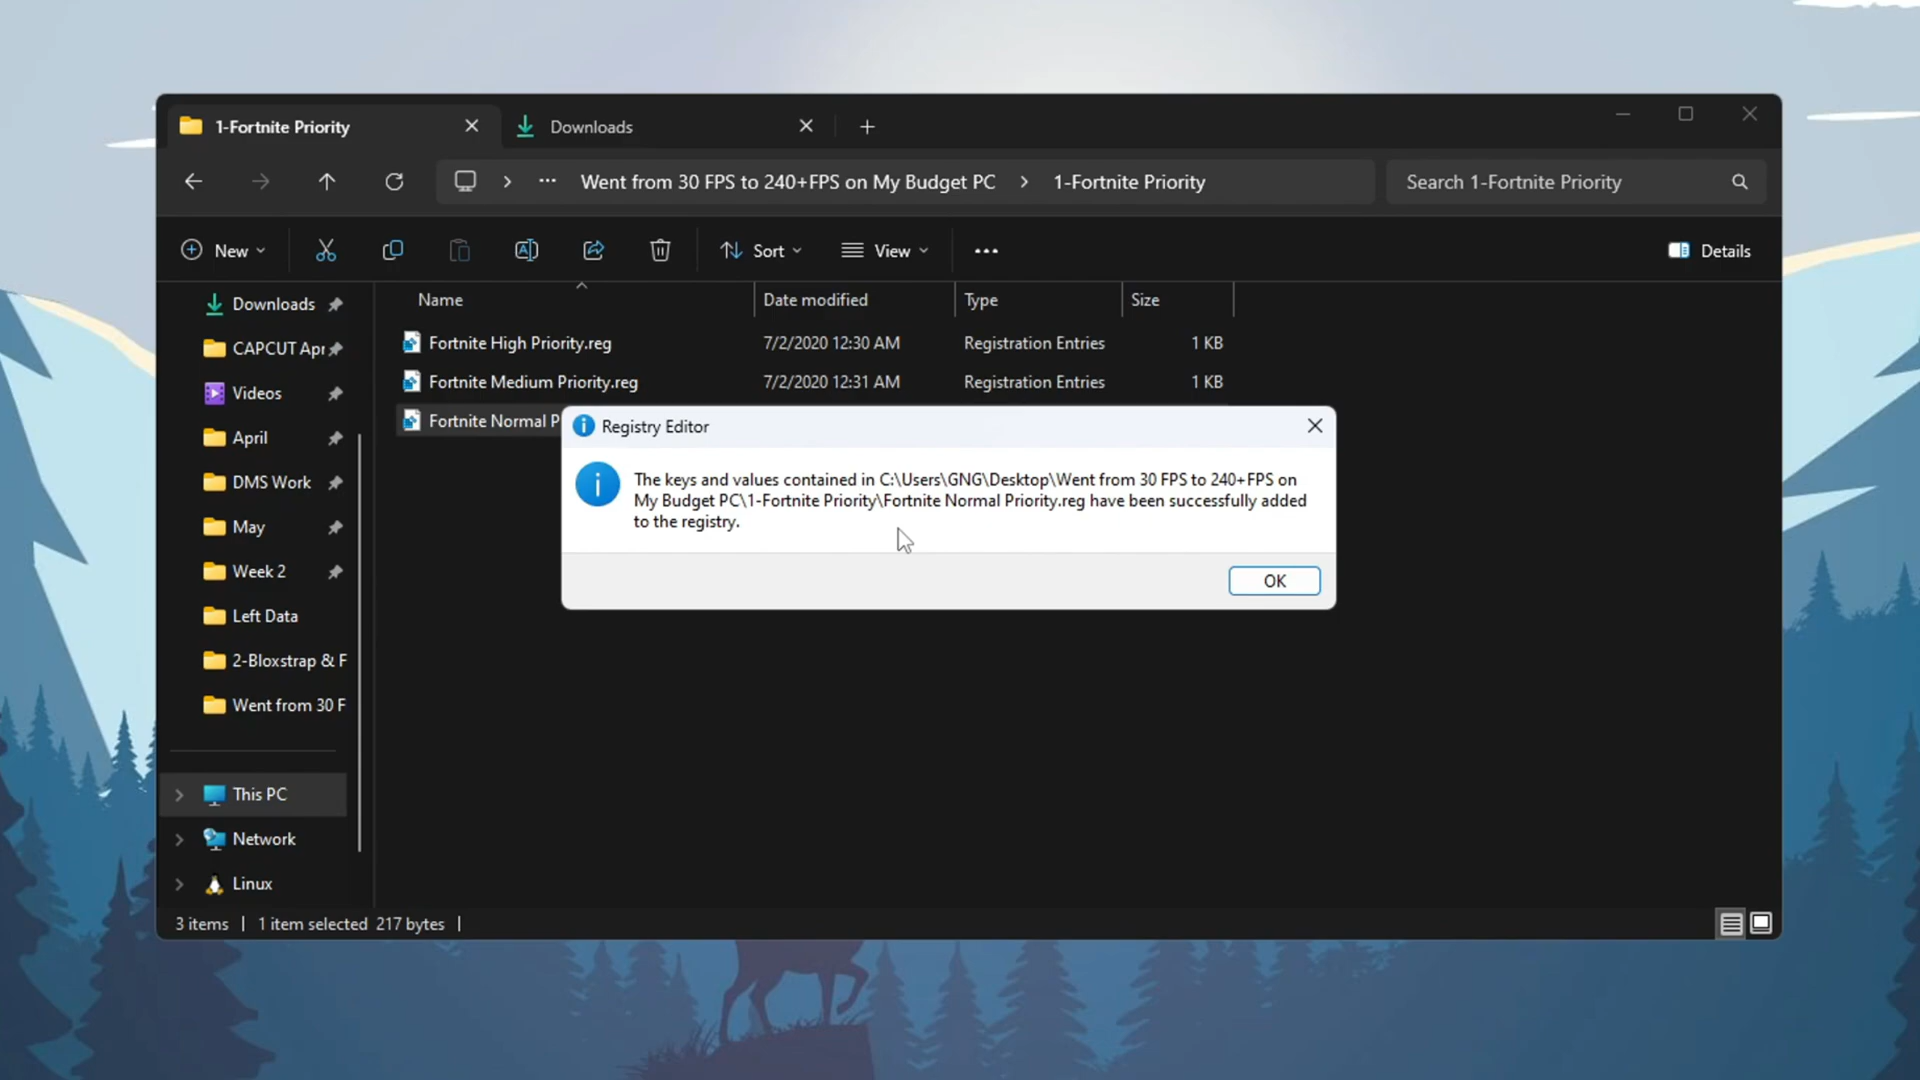 1-Fortnite Priority
Downloads
Went from 30 FPS to 240+FPS on My Budget PC
1-Fortnite Priority
Search 1-Fortnite Priority
New
Sort
View
Details
Downloads
CAPCUT Apr
Videos
April
DMS Work
May
Week 2
Left Data
2-Bloxstrap & F
Went from 30 F
This PC
Network
Linux
Name
Date modified
Type
Size
Fortnite High Priority.reg
7/2/2020 12:30 AM
Registration Entries
1 KB
Fortnite Medium Priority.reg
7/2/2020 12:31 AM
Registration Entries
1 KB
Fortnite Normal P
Registry Editor
The keys and values contained in C:\Users\GNG\Desktop\Went from 30 FPS to 240+FPS on
My Budget PC\1-Fortnite Priority\Fortnite Normal Priority.reg have been successfully added
to the registry.
OK
3 items
1 item selected 217 bytes